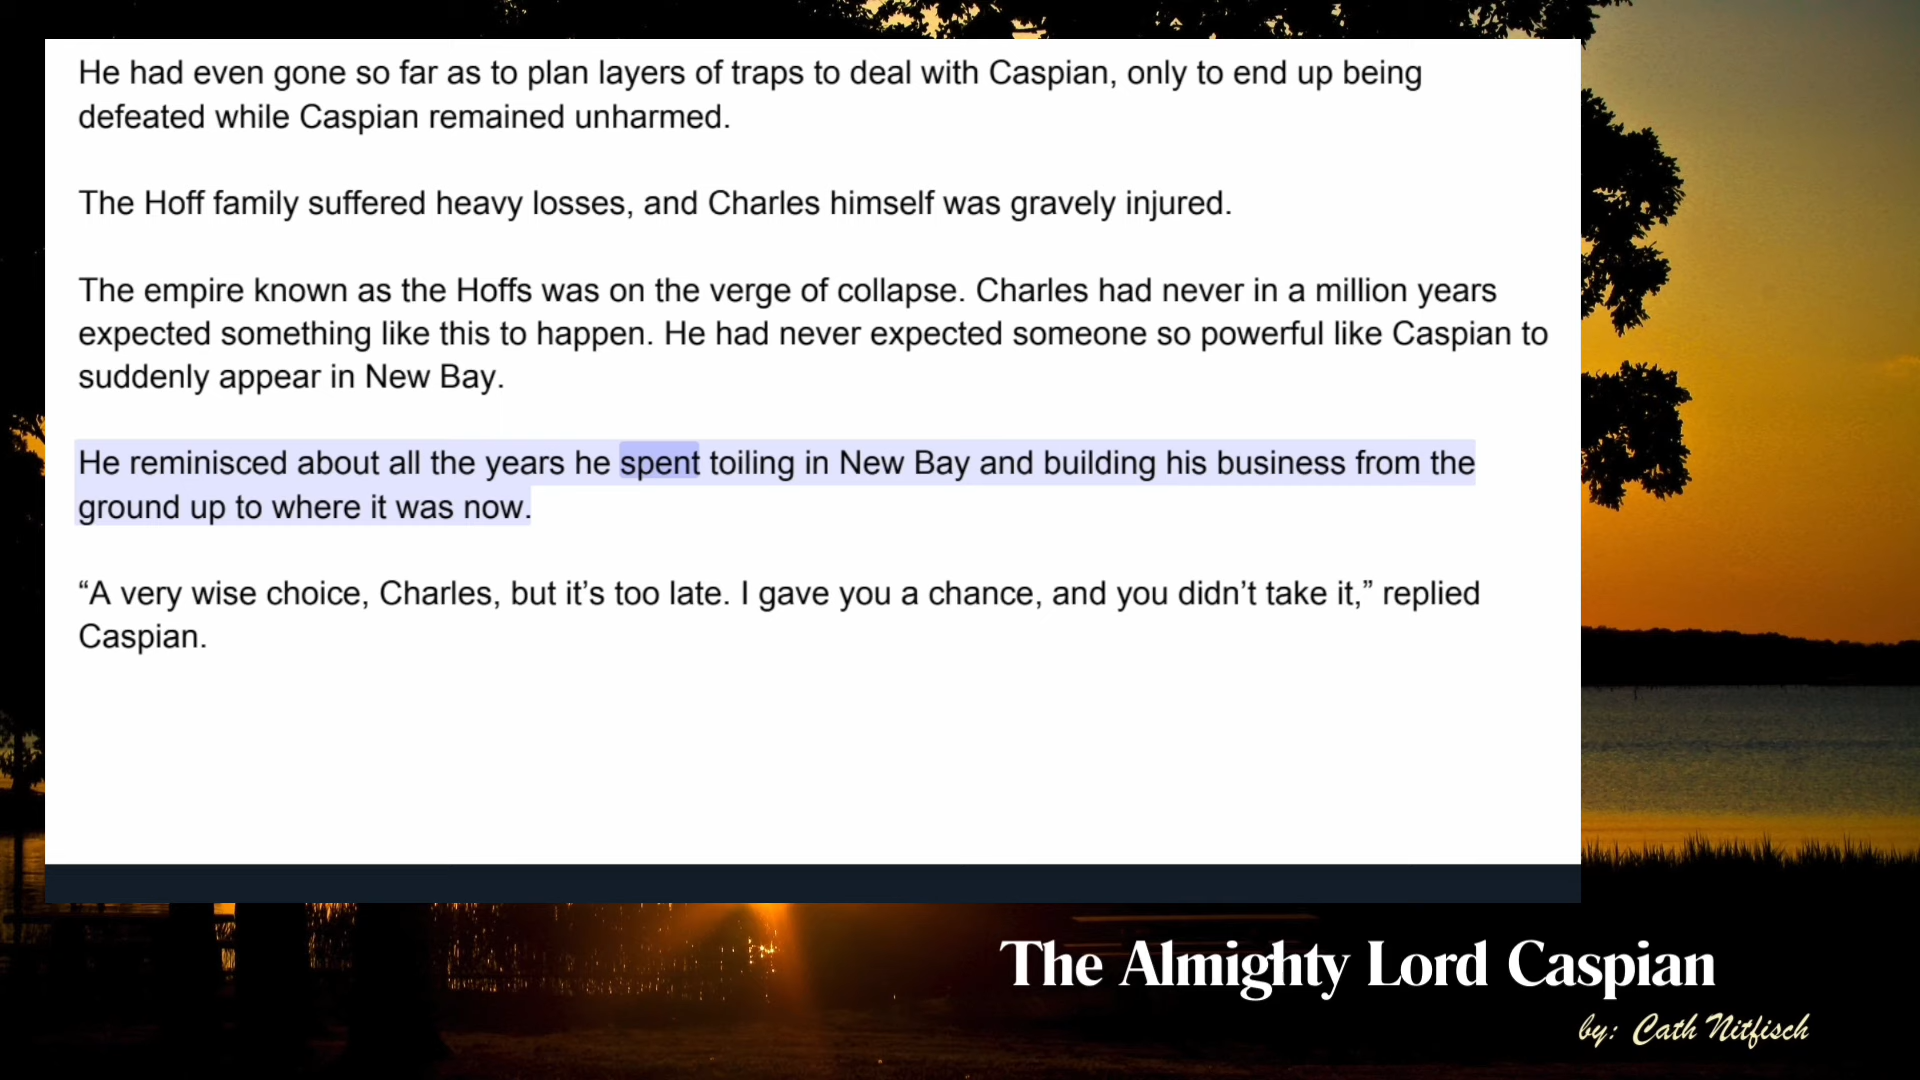 He had even gone so far as to plan layers of traps to deal with Caspian, only to end up being
defeated while Caspian remained unharmed.
The Hoff family suffered heavy losses, and Charles himself was gravely injured.
The empire known as the Hoffs was on the verge of collapse. Charles had never in a million years
expected something like this to happen. He had never expected someone so powerful like Caspian to
suddenly appear in New Bay.
He reminisced about all the years he spent toiling in New Bay and building his business from the
ground up to where it was now.
“A very wise choice, Charles, but it’s too late. I gave you a chance, and you didn’t take it,” replied
Caspian.
The Almighty Lord Caspian
by: Cath Nitfisch